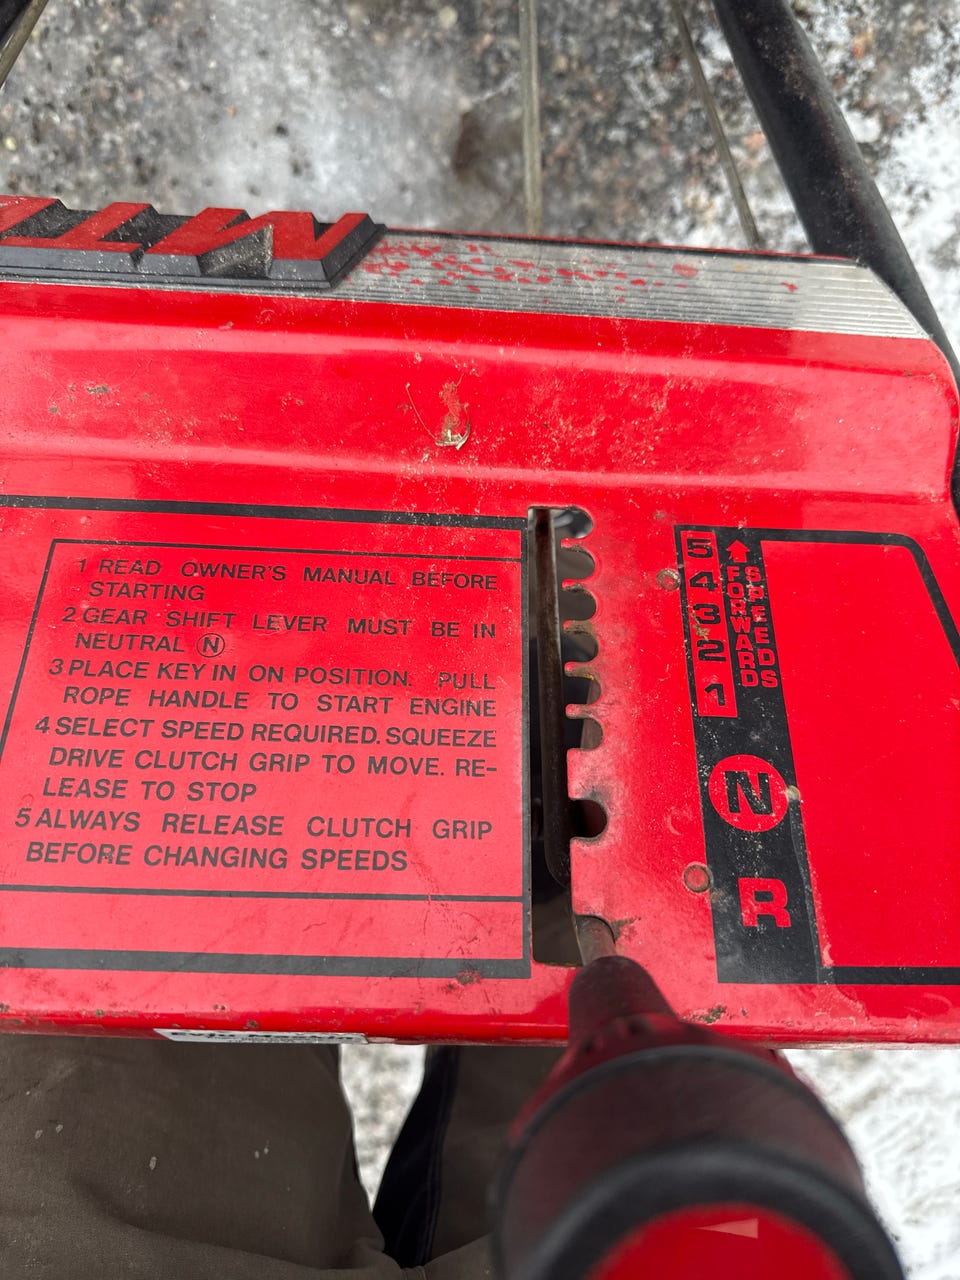 MTD
1 READ OWNER'S MANUAL BEFORE
STARTING
2 GEAR SHIFT LEVER MUST BE IN
NEUTRAL N
3 PLACE KEY IN ON POSITION. PULL
ROPE HANDLE TO START ENGINE
4 SELECT SPEED REQUIRED. SQUEEZE
DRIVE CLUTCH GRIP TO MOVE. RE-
LEASE TO STOP
5 ALWAYS RELEASE CLUTCH GRIP
BEFORE CHANGING SPEEDS
5
4
3
2
1
FORWARD
SPEEDS
N
R